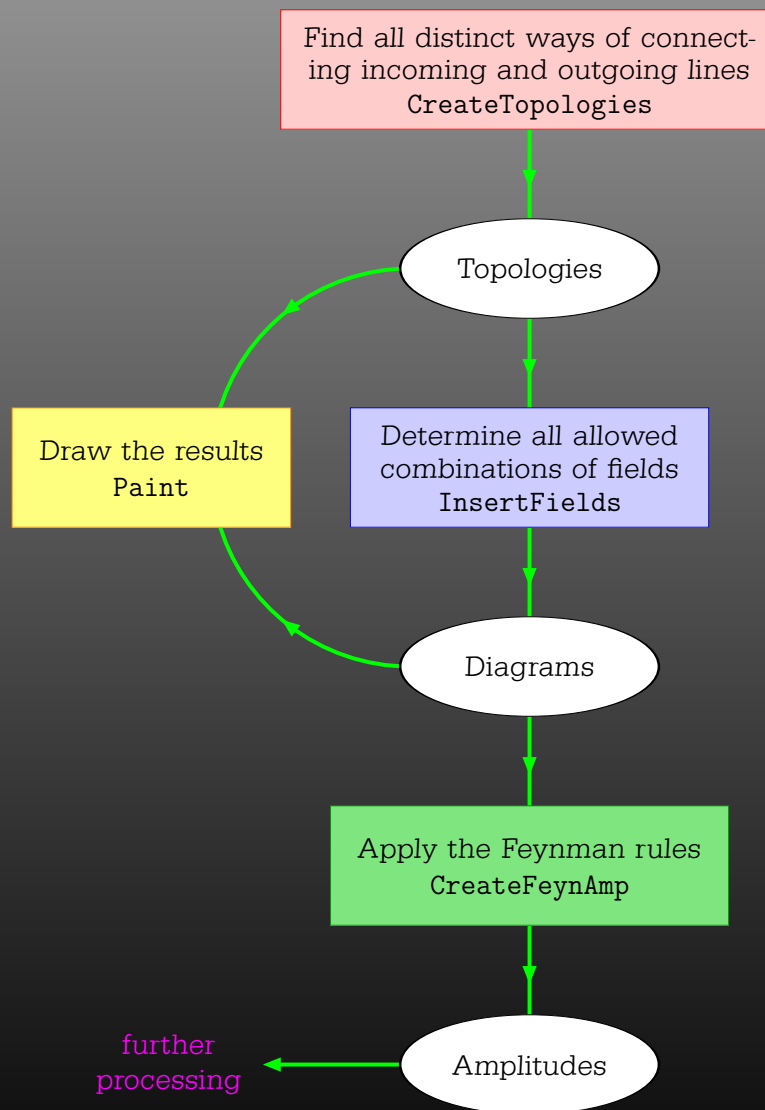 Find all distinct ways of connect-
ing incoming and outgoing lines
CreateTopologies
Topologies
Draw the results
Paint
Determine all allowed
combinations of fields
InsertFields
Diagrams
Apply the Feynman rules
CreateFeynAmp
further
processing
Amplitudes